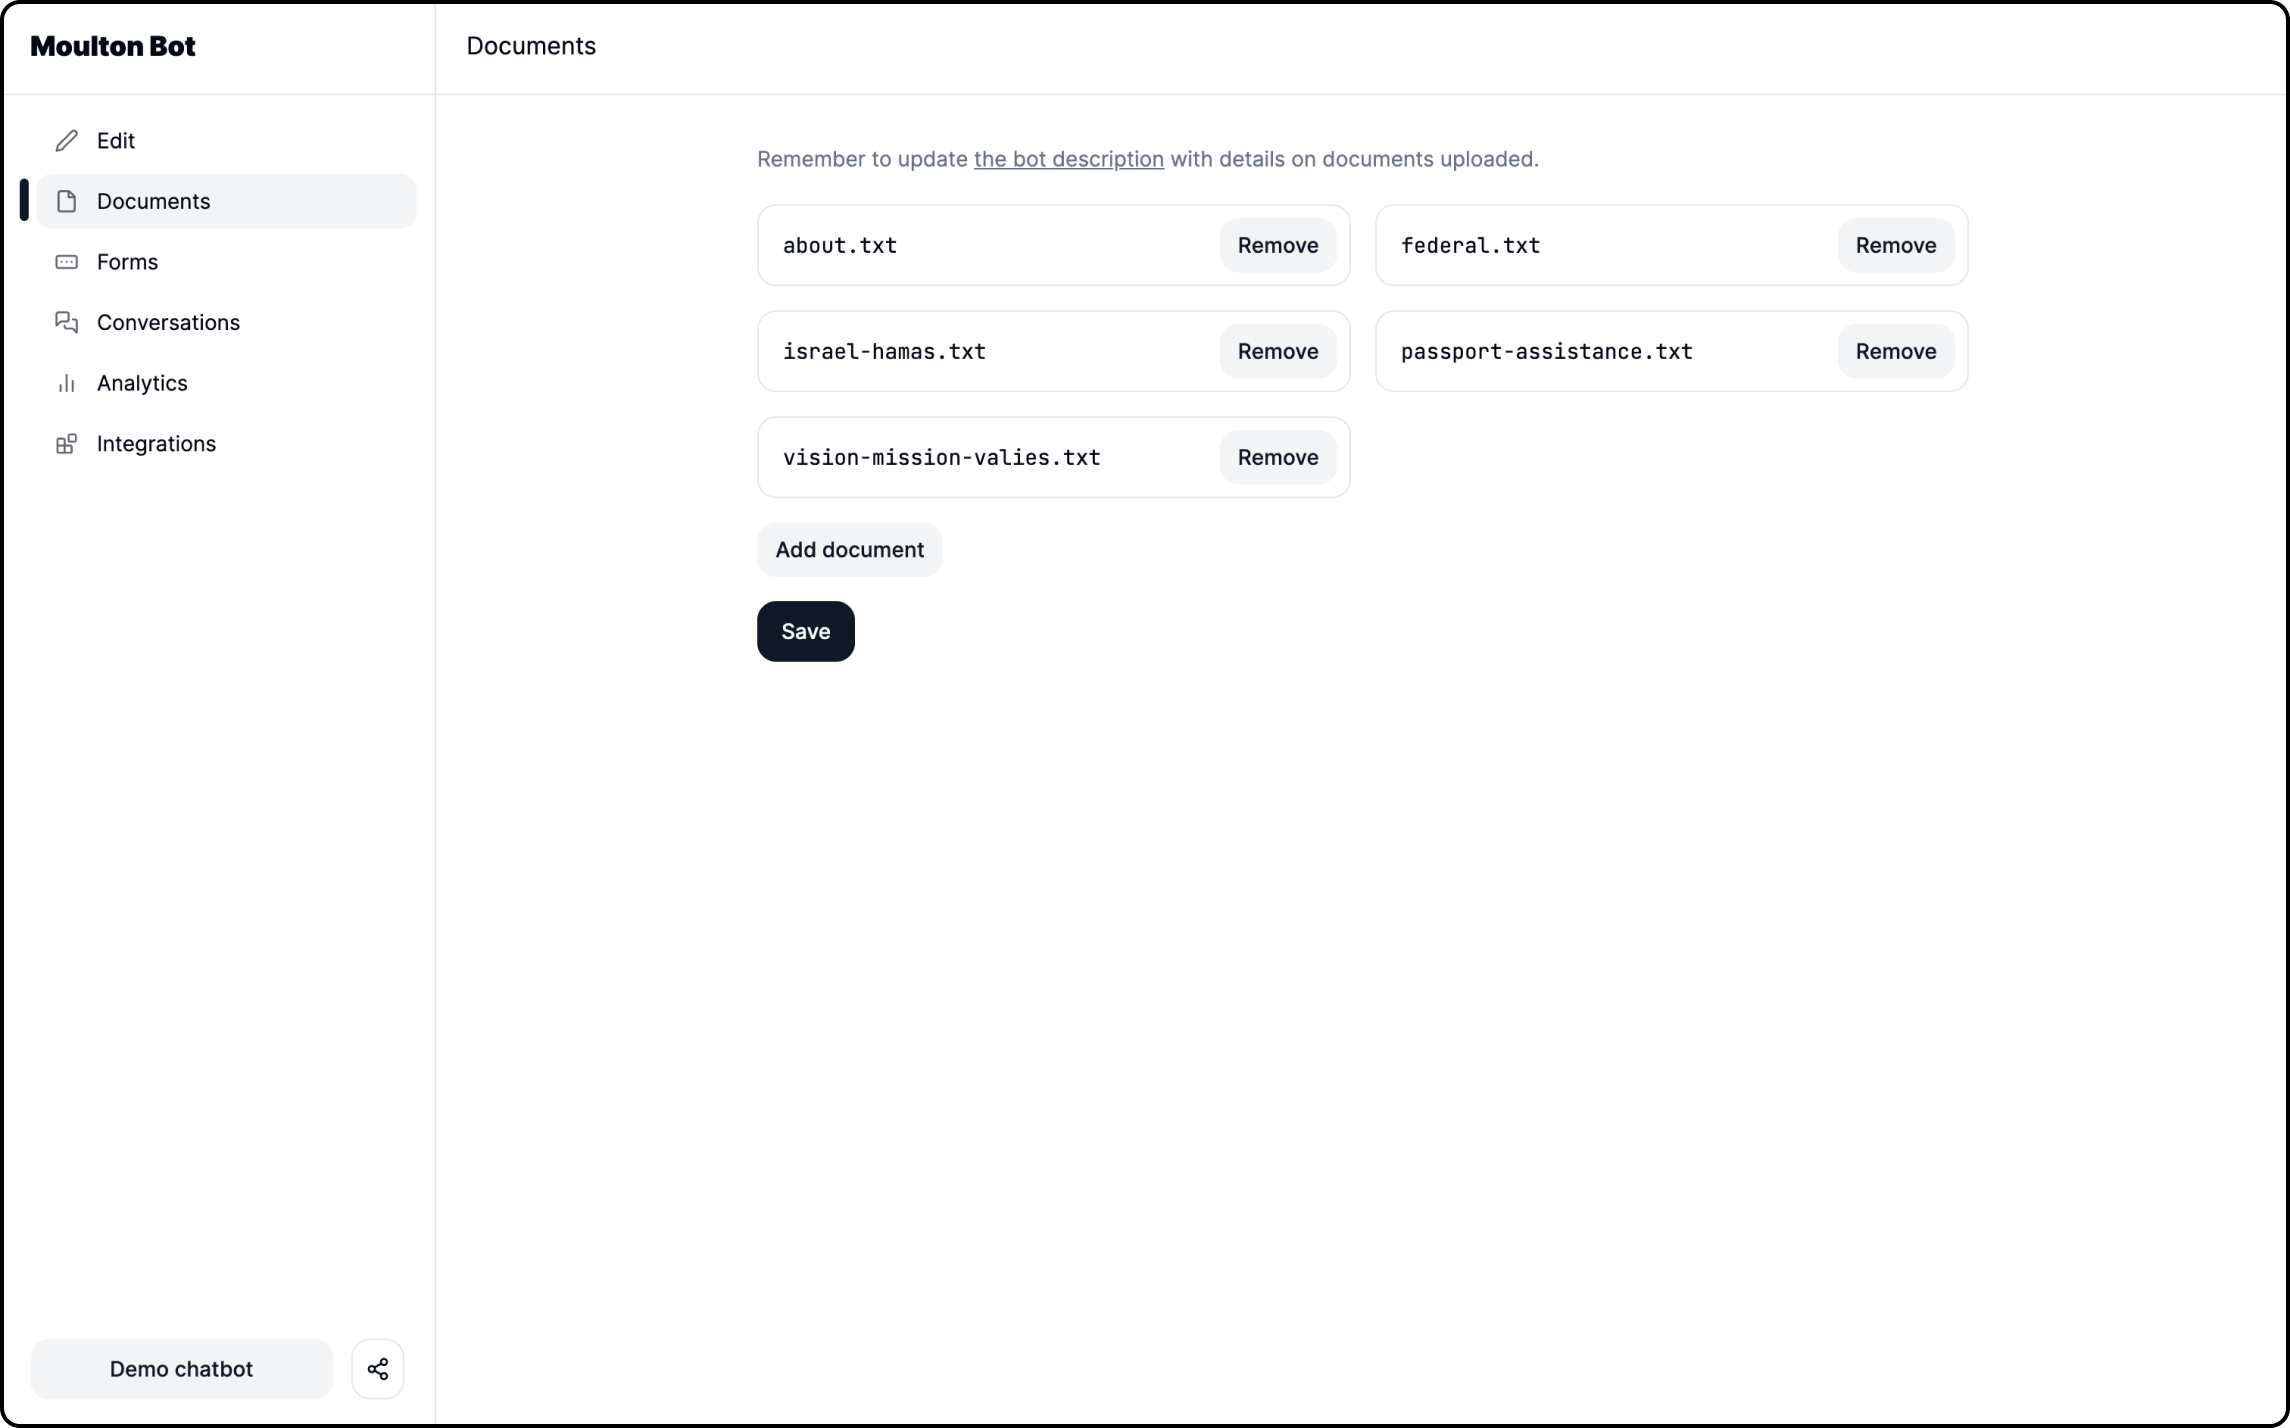 Moulton Bot
Documents
Edit
Documents
Forms
Conversations
Analytics
Integrations
Remember to update the bot description with details on documents uploaded.
about.txt Remove
federal.txt Remove
israel-hamas.txt Remove
passport-assistance.txt Remove
vision-mission-valies.txt Remove
Add document
Save
Demo chatbot